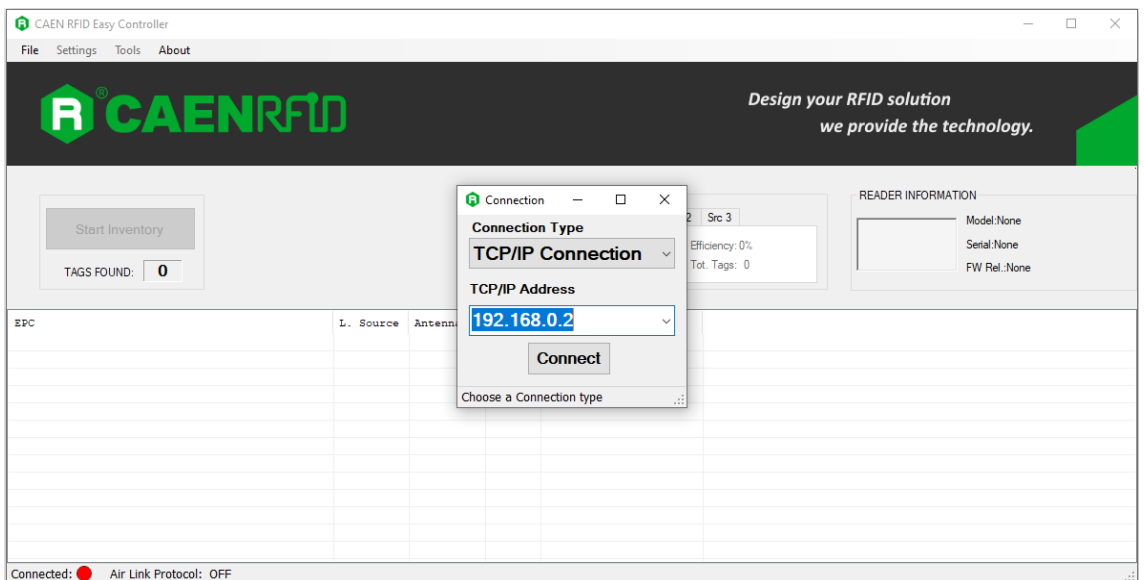 CAEN RFID Easy Controller
File Settings Tools About
R ® CAENRFID
Design your RFID solution
we provide the technology.
Start Inventory
TAGS FOUND: 0
Connection
Connection Type
TCP/IP Connection
TCP/IP Address
192.168.0.2
Connect
Choose a Connection type
2 Src 3
Efficiency: 0%
Tot. Tags: 0
READER INFORMATION
Model:None
Serial:None
FW Rel.:None
EPC L. Source Antenn
Connected: Air Link Protocol: OFF